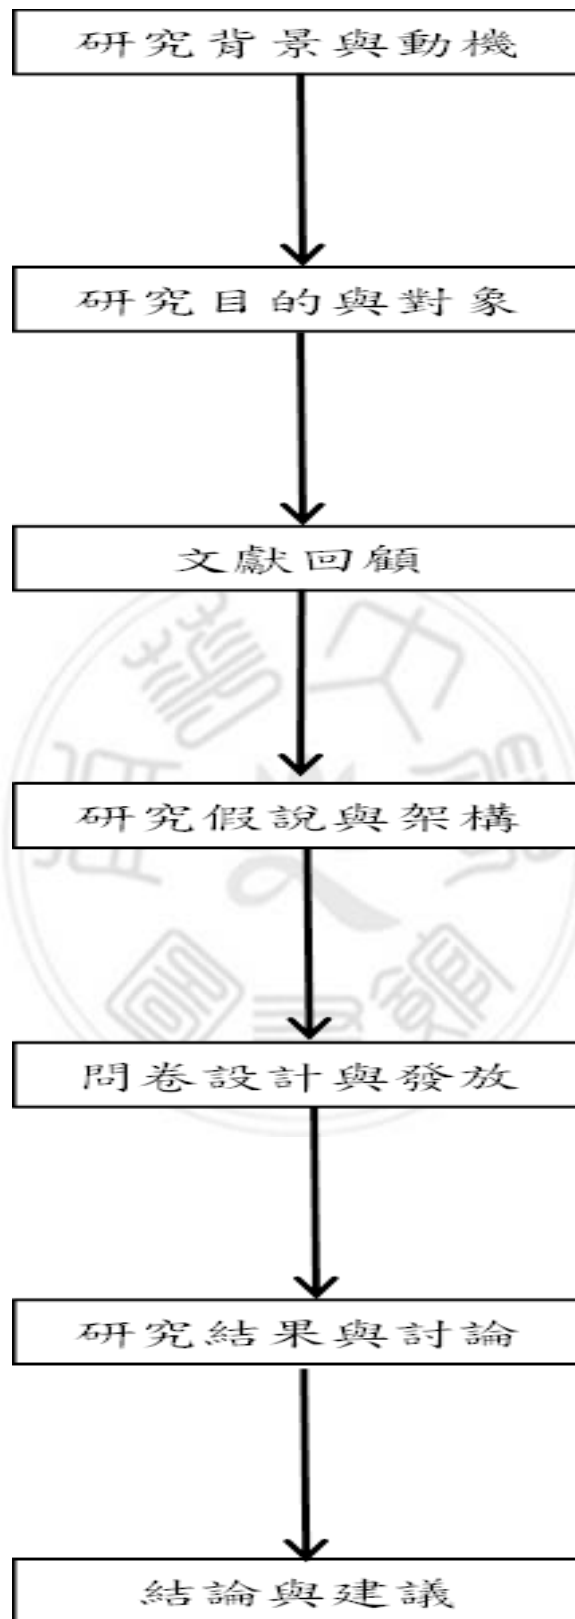 研究背景與動機
研究目的與對象
文獻回顧
研究假說與架構
問卷設計與發放
研究結果與討論
結論與建議